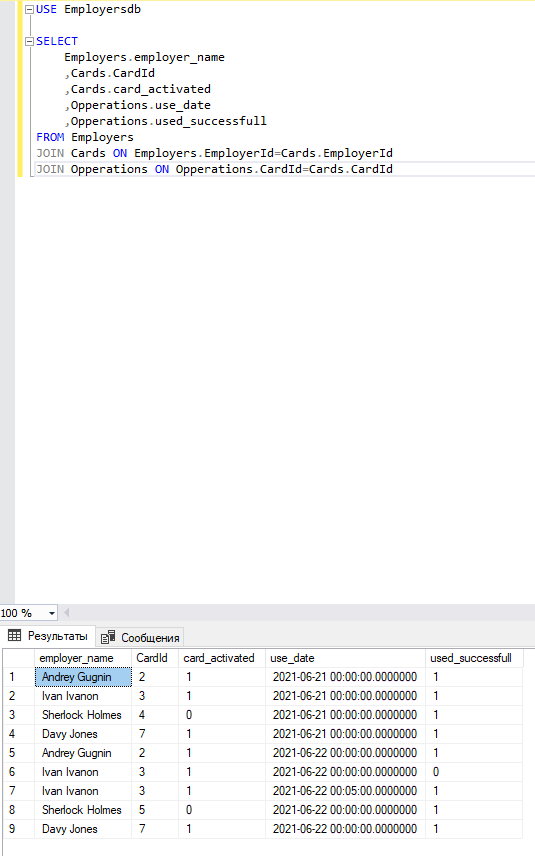 USE Employersdb
SELECT
Employers.employer_name
,Cards.CardId
,Cards.card_activated
,Opperations.use_date
,Opperations.used_successfull
FROM Employers
JOIN Cards ON Employers.EmployerId=Cards.EmployerId
JOIN Opperations ON Opperations.CardId=Cards.CardId
100 %
Результаты Сообщения
employer_name CardId card_activated use_date used_successfull
1 Andrey Gugnin 2 1 2021-06-21 00:00:00.0000000 1
2 Ivan Ivanon 3 1 2021-06-21 00:00:00.0000000 1
3 Sherlock Holmes 4 0 2021-06-21 00:00:00.0000000 1
4 Davy Jones 7 1 2021-06-21 00:00:00.0000000 1
5 Andrey Gugnin 2 1 2021-06-22 00:00:00.0000000 1
6 Ivan Ivanon 3 1 2021-06-22 00:00:00.0000000 0
7 Ivan Ivanon 3 1 2021-06-22 00:05:00.0000000 1
8 Sherlock Holmes 5 0 2021-06-22 00:00:00.0000000 1
9 Davy Jones 7 1 2021-06-22 00:00:00.0000000 1